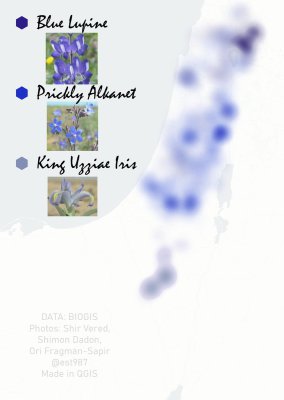 Blue Lupine
Prickly Alkanet
King Uzziae Iris
DATA: BIOGIS
Photos: Shir Vered,
Shimon Dadon,
Ori Fragman-Sapir
@est987
Made in QGIS